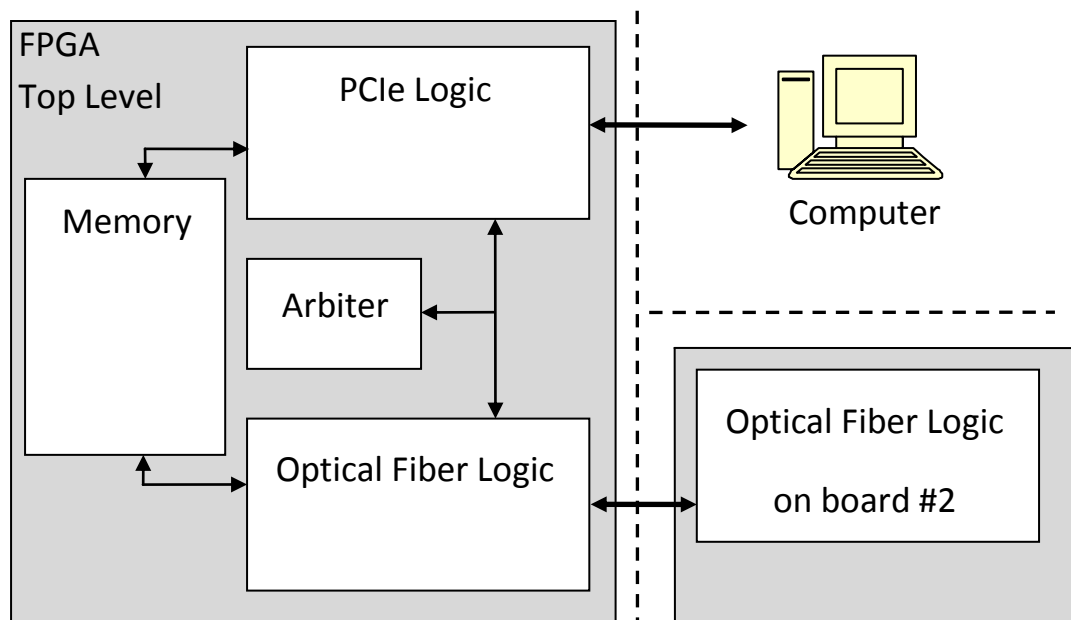 FPGA
Top Level
PCIe Logic
Computer
Memory
Arbiter
Optical Fiber Logic
Optical Fiber Logic
on board #2